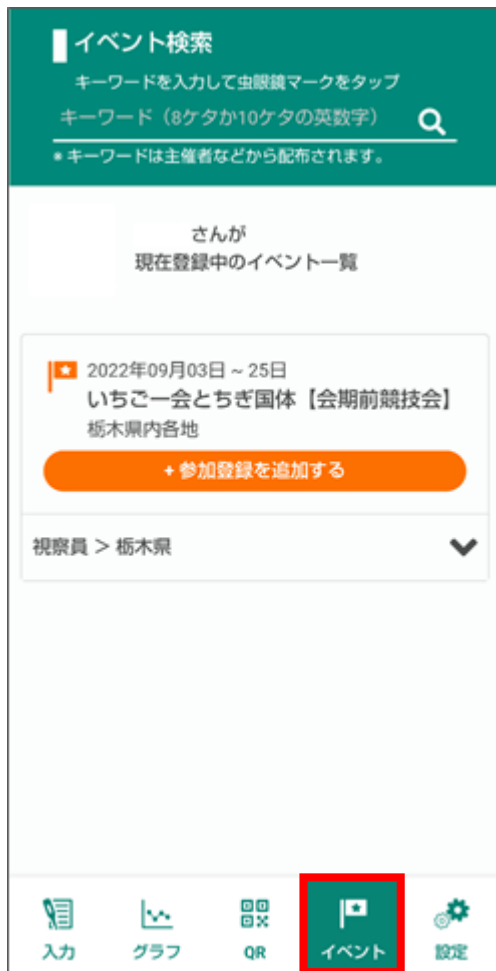 イベント検索
キーワードを入力して虫眼鏡マークをタップ
キーワード（8ケタか10ケタの英数字）
* キーワードは主催者などから配布されます。
さんが
現在登録中のイベント一覧
2022年09月03日 ~ 25日
いちご一会とちぎ国体【会期前競技会】
栃木県内各地
+ 参加登録を追加する
視察員 > 栃木県
入力 グラフ QR イベント 設定